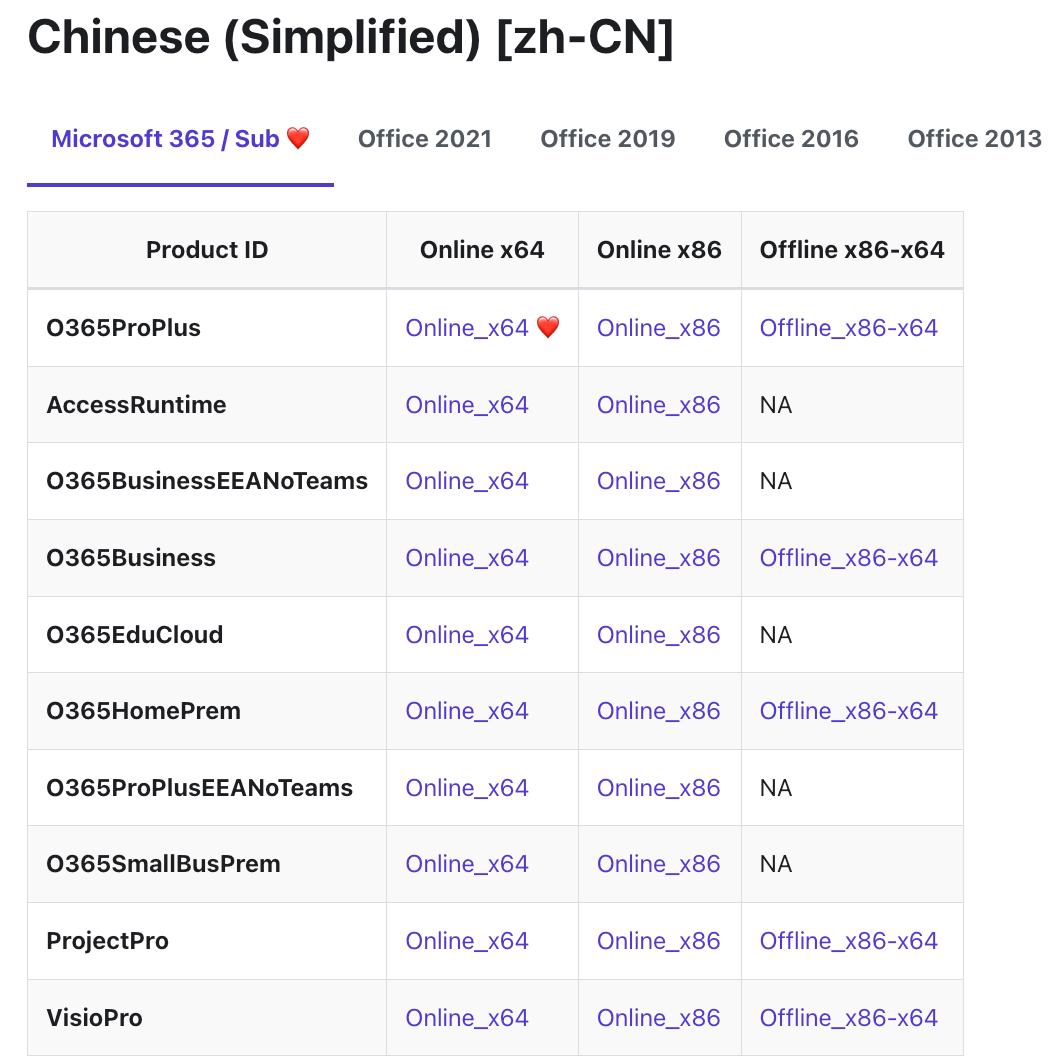 Chinese (Simplified) [zh-CN]
Microsoft 365 / Sub ❤️ Office 2021 Office 2019 Office 2016 Office 2013
Product ID Online x64 Online x86 Offline x86-x64
O365ProPlus Online_x64 ❤️ Online_x86 Offline_x86-x64
AccessRuntime Online_x64 Online_x86 NA
O365BusinessEEANoTeams Online_x64 Online_x86 NA
O365Business Online_x64 Online_x86 Offline_x86-x64
O365EduCloud Online_x64 Online_x86 NA
O365HomePrem Online_x64 Online_x86 Offline_x86-x64
O365ProPlusEEANoTeams Online_x64 Online_x86 NA
O365SmallBusPrem Online_x64 Online_x86 NA
ProjectPro Online_x64 Online_x86 Offline_x86-x64
VisioPro Online_x64 Online_x86 Offline_x86-x64